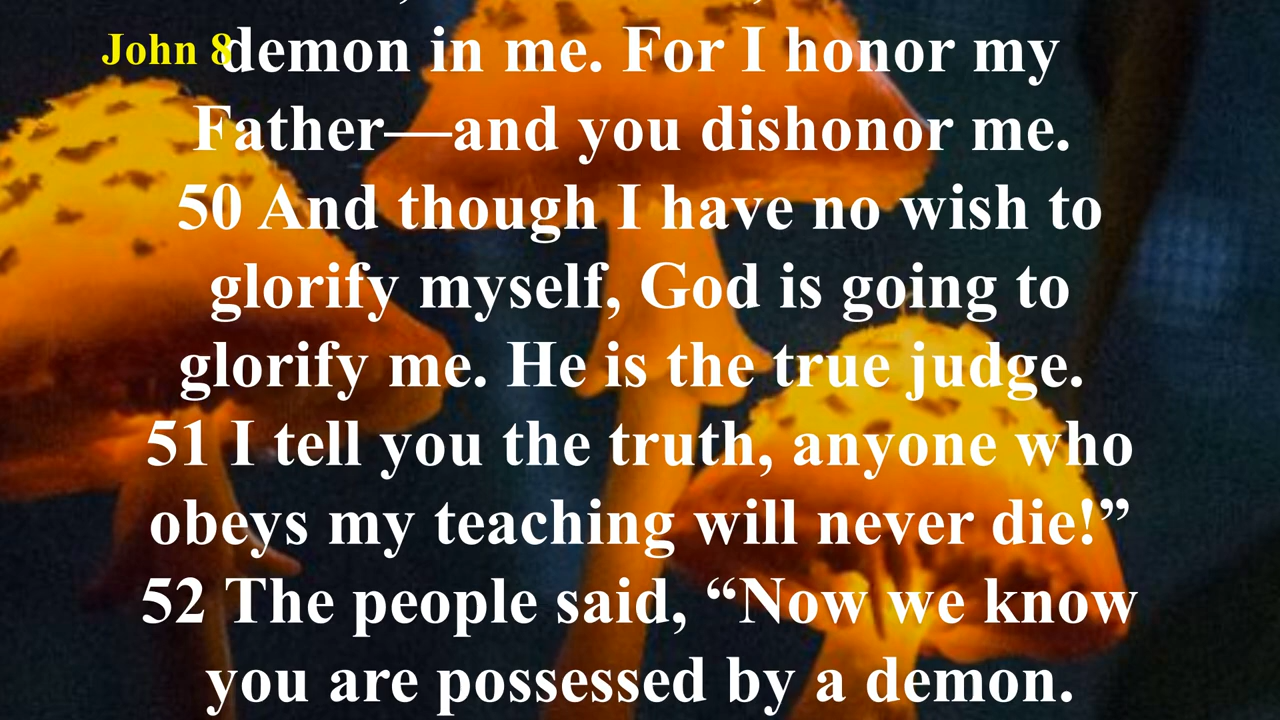 John 8
demon in me. For I honor my
Father—and you dishonor me.
50 And though I have no wish to
glorify myself, God is going to
glorify me. He is the true judge.
51 I tell you the truth, anyone who
obeys my teaching will never die!”
52 The people said, “Now we know
you are possessed by a demon.